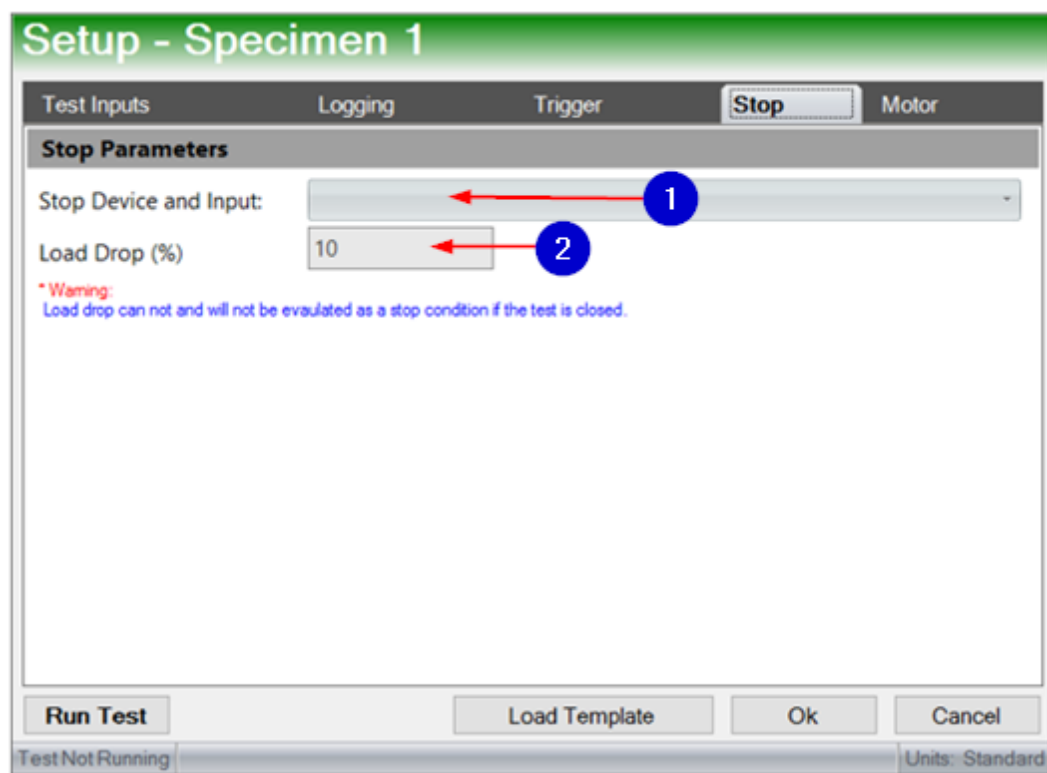 Setup - Specimen 1
Test Inputs Logging Trigger Stop Motor
Stop Parameters
Stop Device and Input: 1
Load Drop (%) 10 2
* Warning:
Load drop can not and will not be evaulated as a stop condition if the test is closed.
Run Test Load Template Ok Cancel
Test Not Running Units: Standard